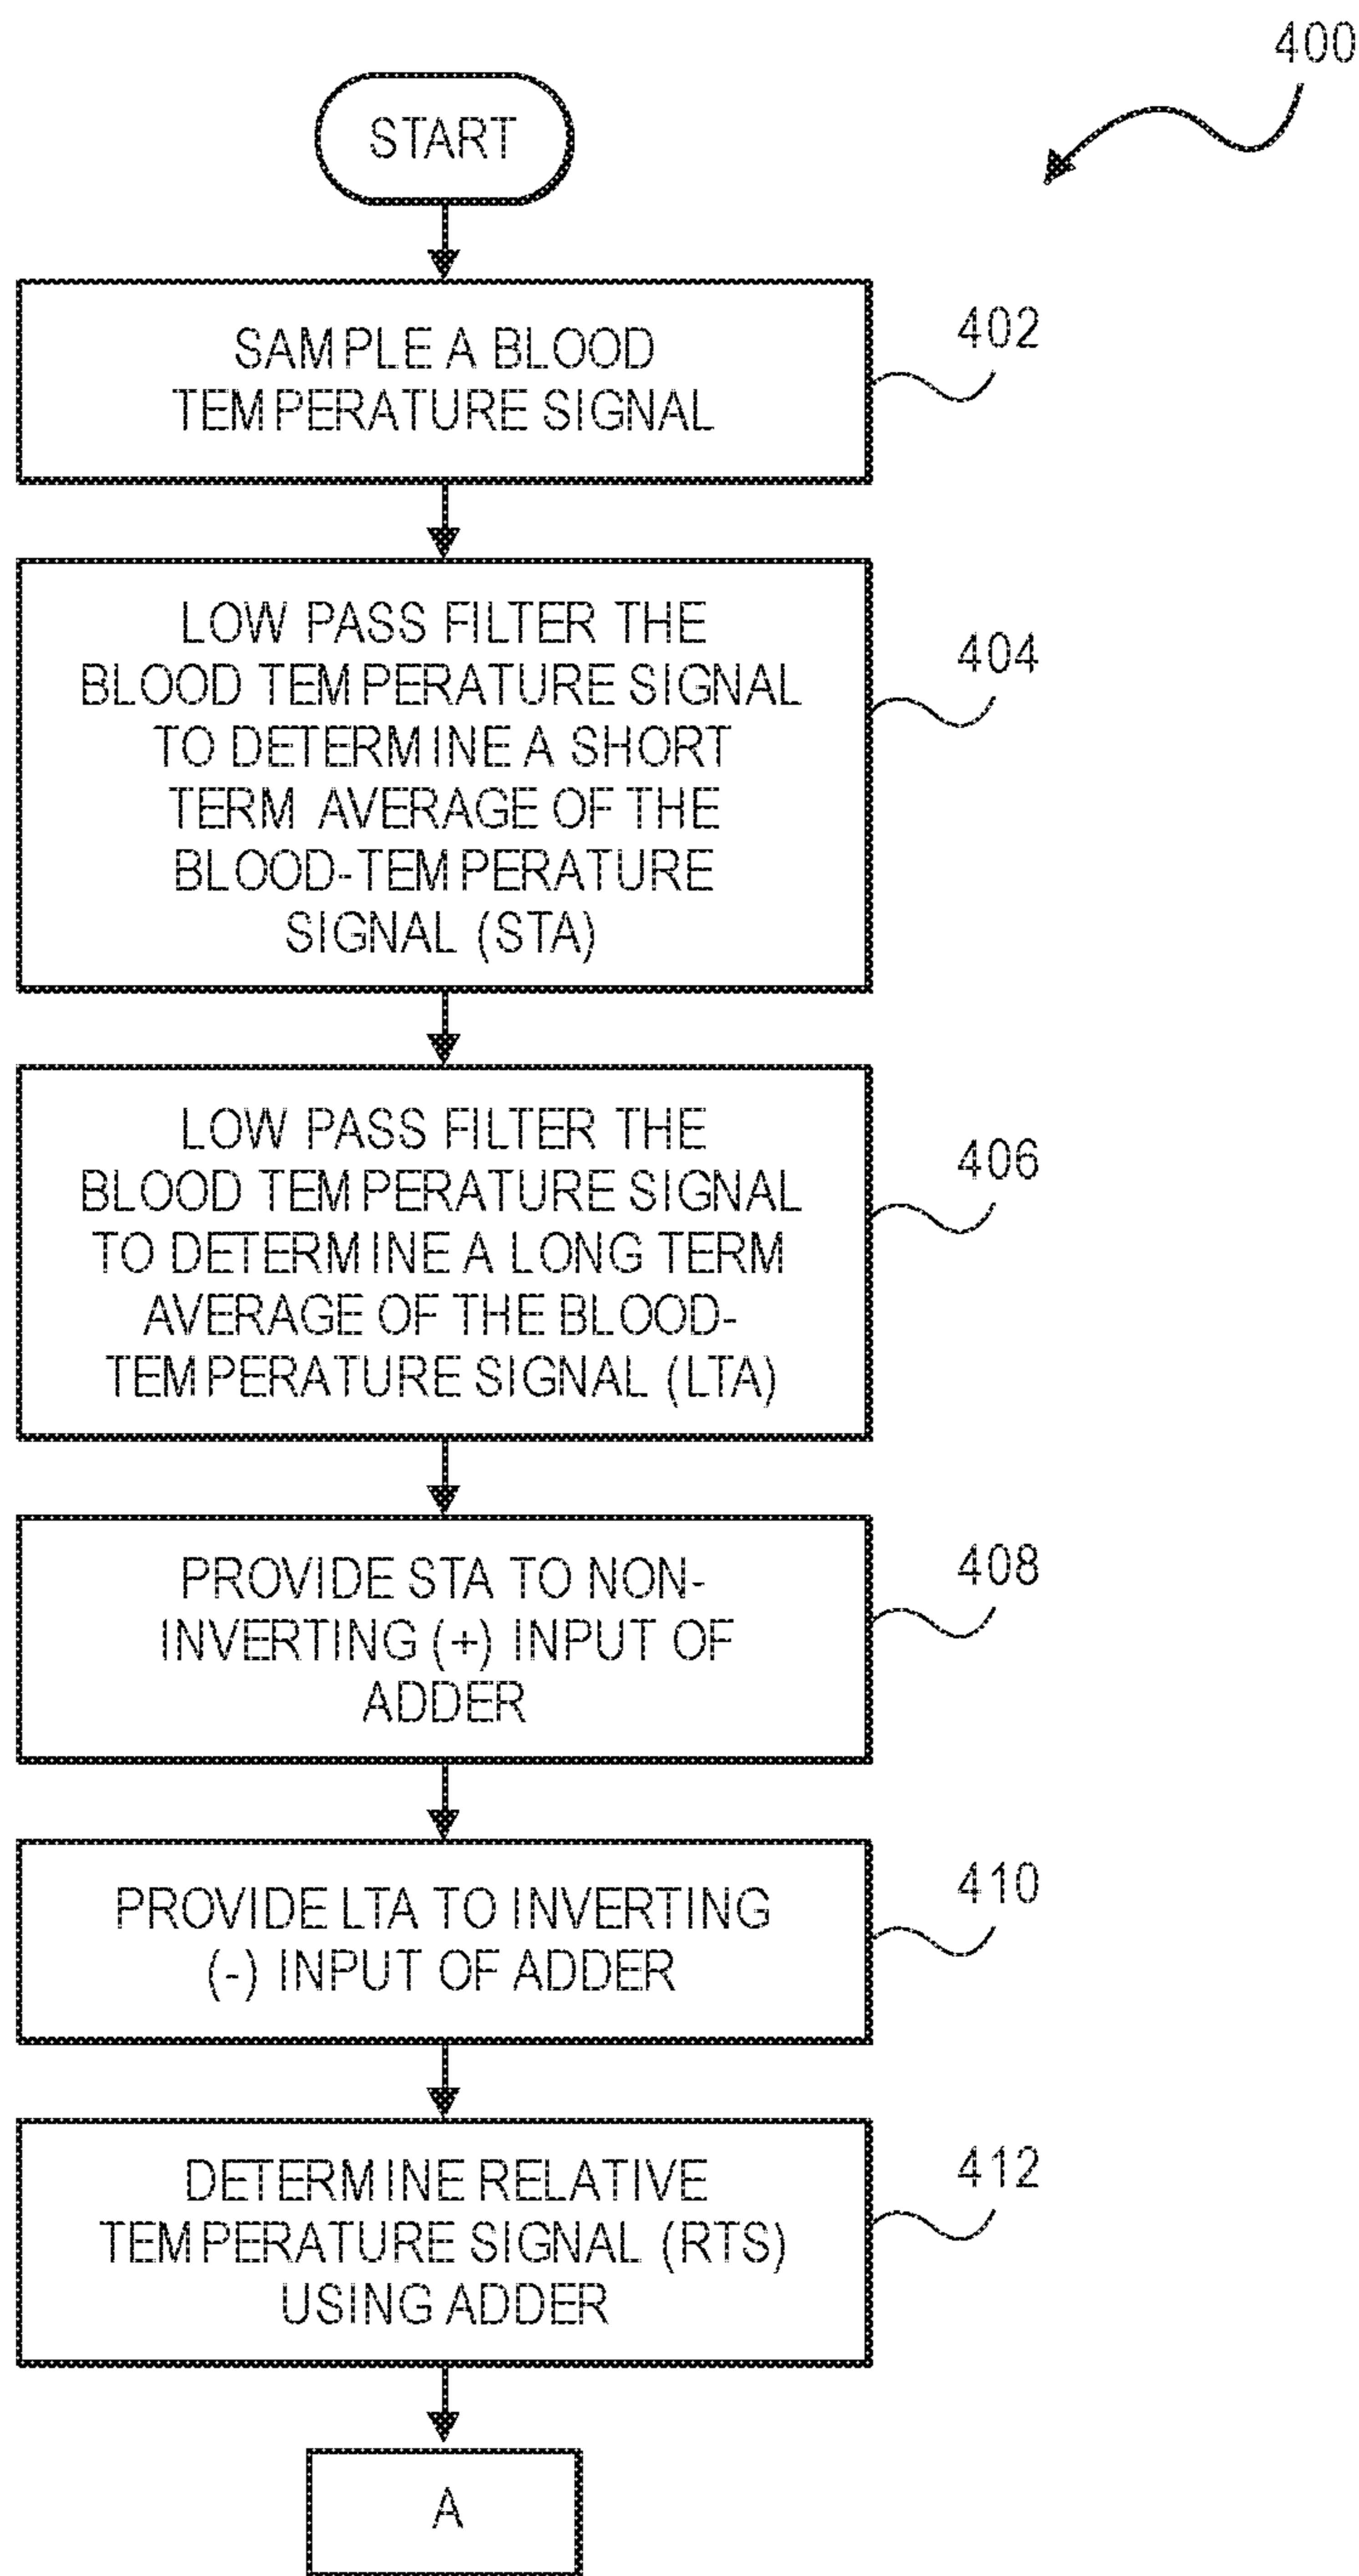 400
START
SAMPLE A BLOOD
TEMPERATURE SIGNAL
402
LOW PASS FILTER THE
BLOOD TEMPERATURE SIGNAL
TO DETERMINE A SHORT
TERM AVERAGE OF THE
BLOOD-TEMPERATURE
SIGNAL (STA)
404
LOW PASS FILTER THE
BLOOD TEMPERATURE SIGNAL
TO DETERMINE A LONG TERM
AVERAGE OF THE BLOOD-
TEMPERATURE SIGNAL (LTA)
406
PROVIDE STA TO NON-
INVERTING (+) INPUT OF
ADDER
408
PROVIDE LTA TO INVERTING
(-) INPUT OF ADDER
410
DETERMINE RELATIVE
TEMPERATURE SIGNAL (RTS)
USING ADDER
412
A